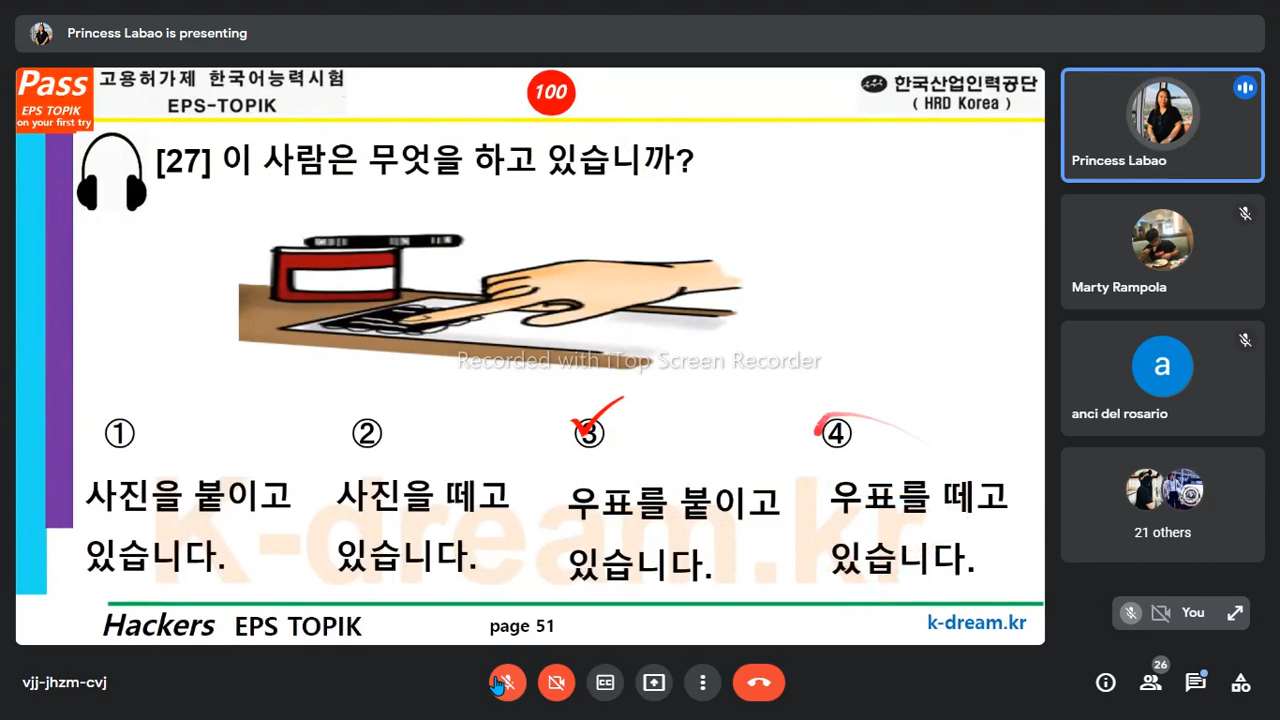 Princess Labao is presenting
Pass
EPS TOPIK
on your first try
고용허가제 한국어능력시험
EPS-TOPIK
100
한국산업인력공단
( HRD Korea )
[27] 이 사람은 무엇을 하고 있습니까?
Recorded with iTop Screen Recorder
①
②
③
④
사진을 붙이고
있습니다.
사진을 떼고
있습니다.
우표를 붙이고
있습니다.
우표를 떼고
있습니다.
K-dream.kr
Hackers EPS TOPIK
page 51
k-dream.kr
Princess Labao
Marty Rampola
a
anci del rosario
21 others
You
vjj-jhzm-cvj
CC
26